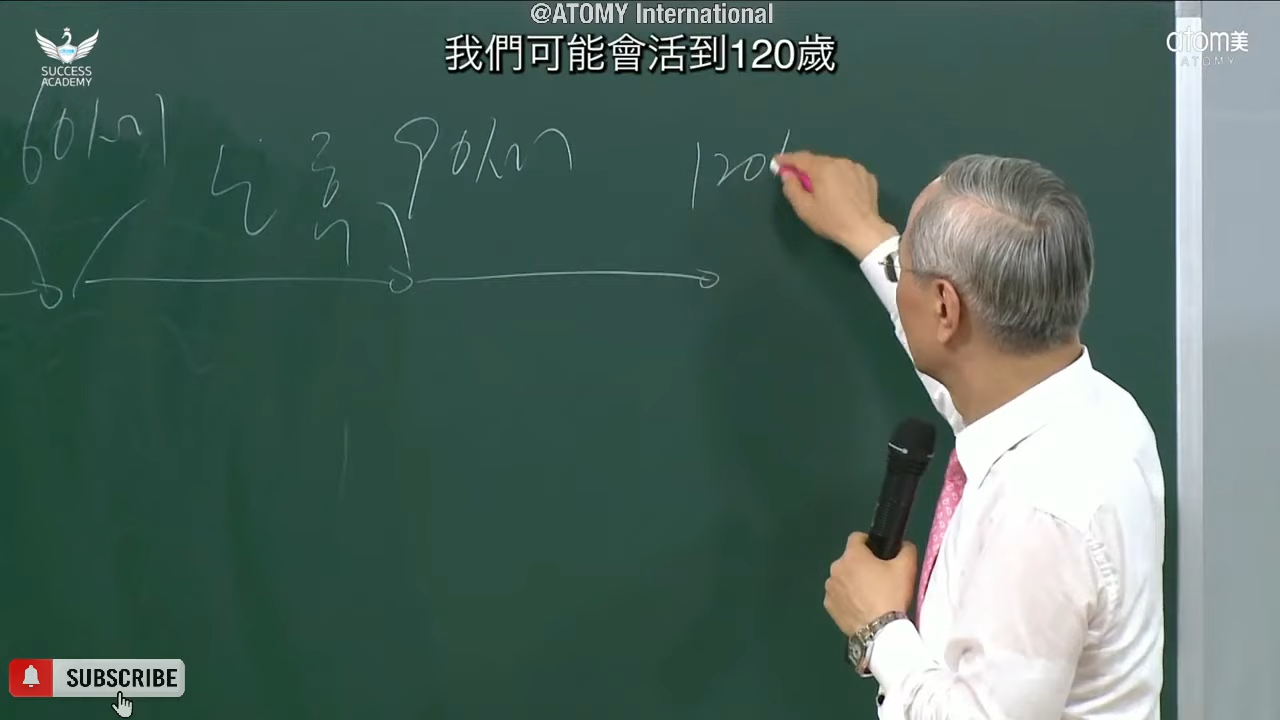 @ATOMY International
我們可能會活到120歲
SUCCESS
ACADEMY
atom美
ATOMY
60세
90세
120
SUBSCRIBE